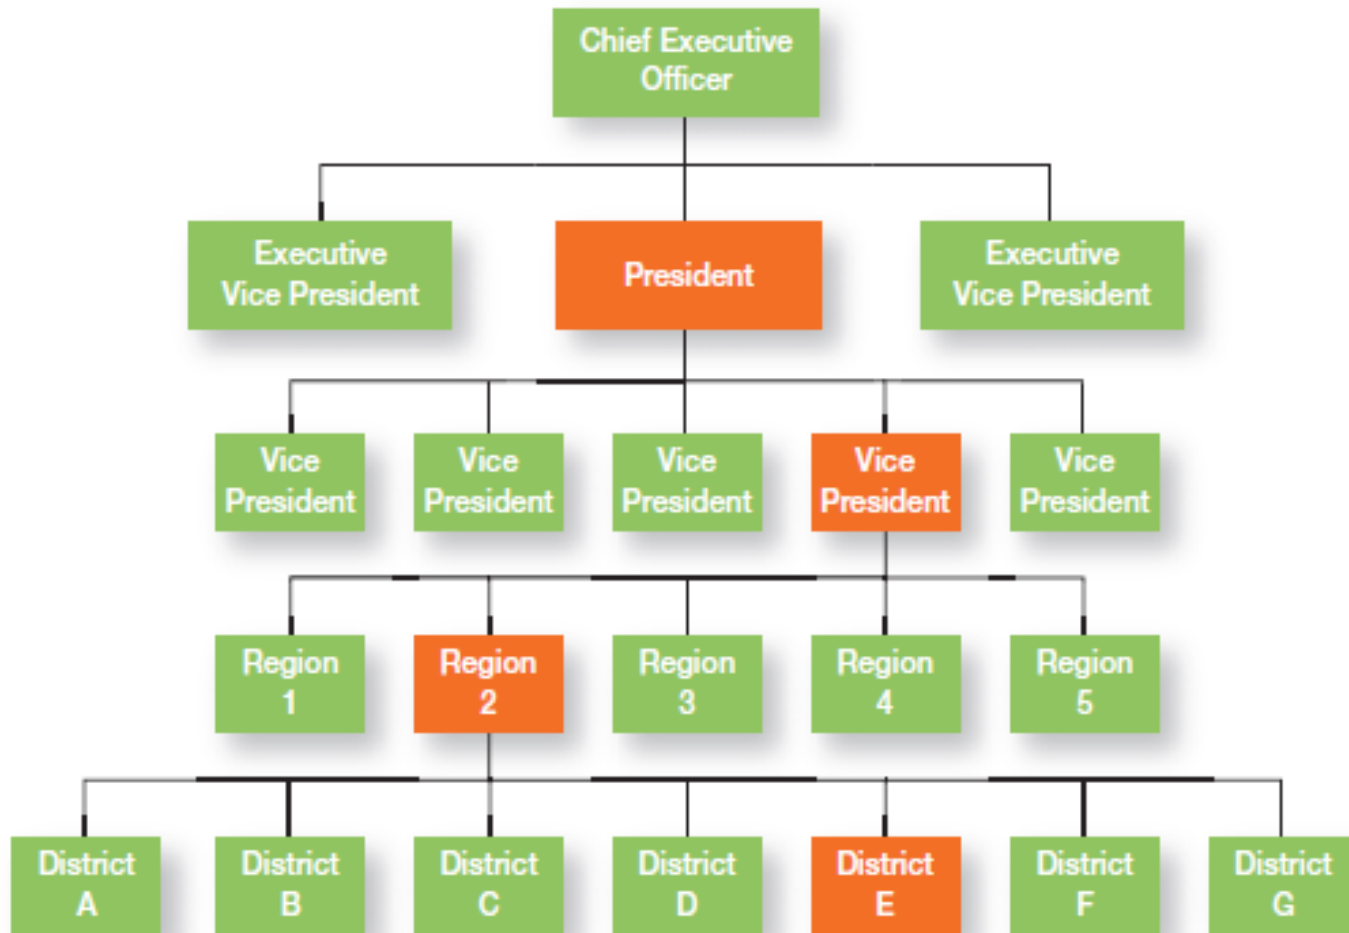 Chief Executive
Officer
Executive
Vice President
President
Executive
Vice President
Vice
President
Vice
President
Vice
President
Vice
President
Vice
President
Region
1
Region
2
Region
3
Region
4
Region
5
District
A
District
B
District
C
District
D
District
E
District
F
District
G